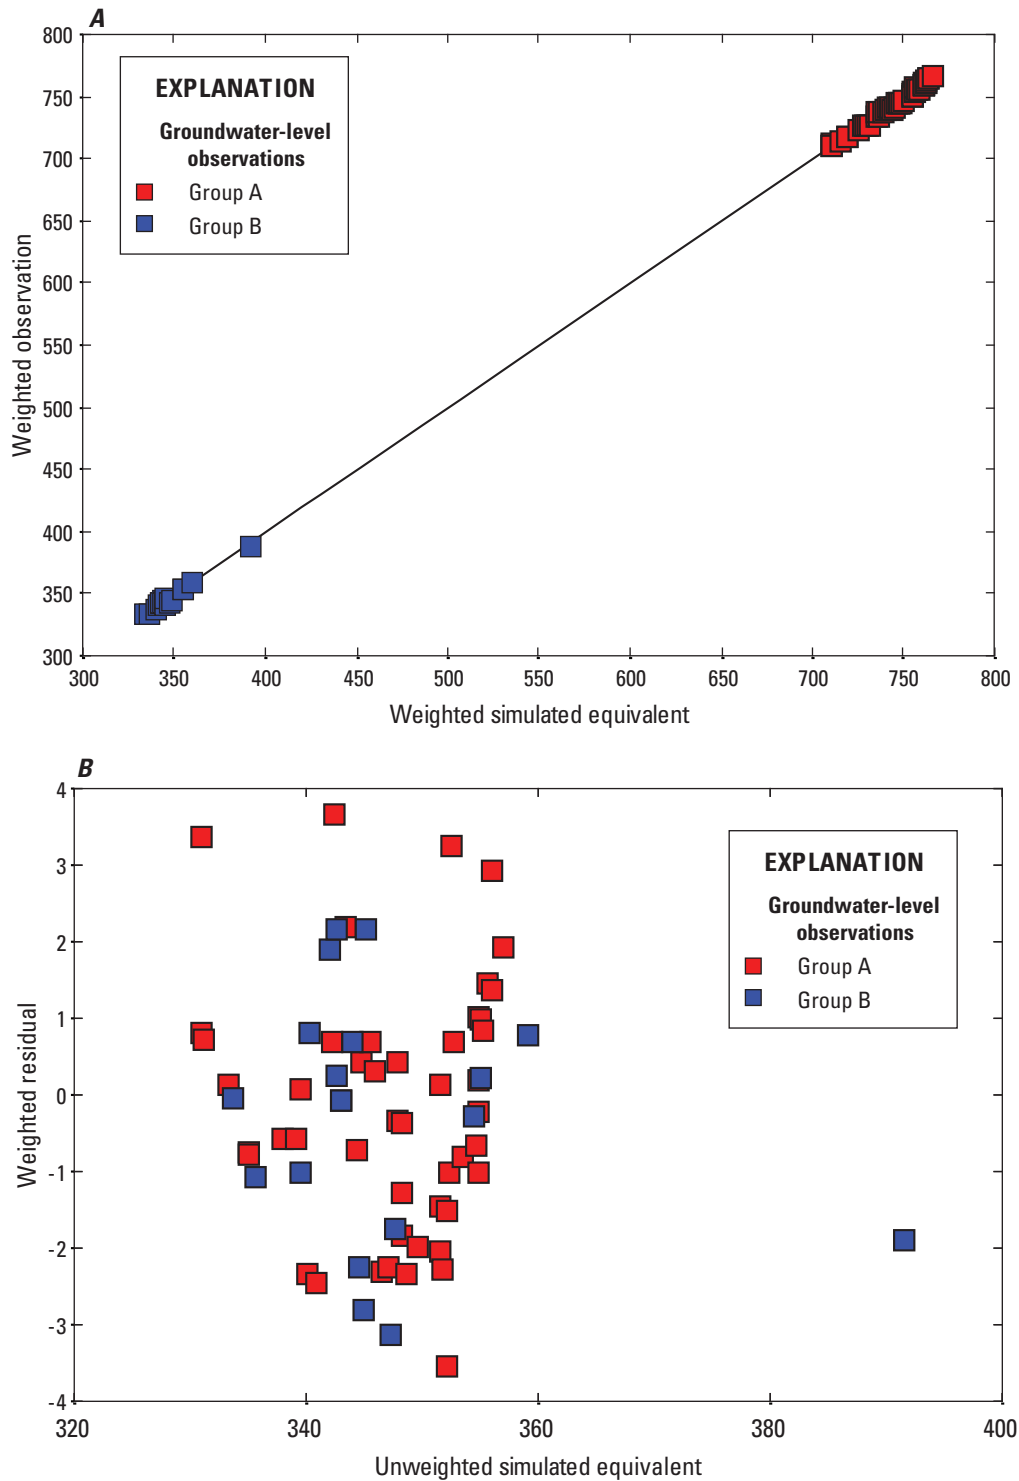 A
800
750
700
650
600
550
500
450
400
350
300
Weighted observation
EXPLANATION
Groundwater-level
observations
Group A
Group B
300 350 400 450 500 550 600 650 700 750 800
Weighted simulated equivalent
B
4
3
2
1
0
-1
-2
-3
-4
Weighted residual
EXPLANATION
Groundwater-level
observations
Group A
Group B
320 340 360 380 400
Unweighted simulated equivalent